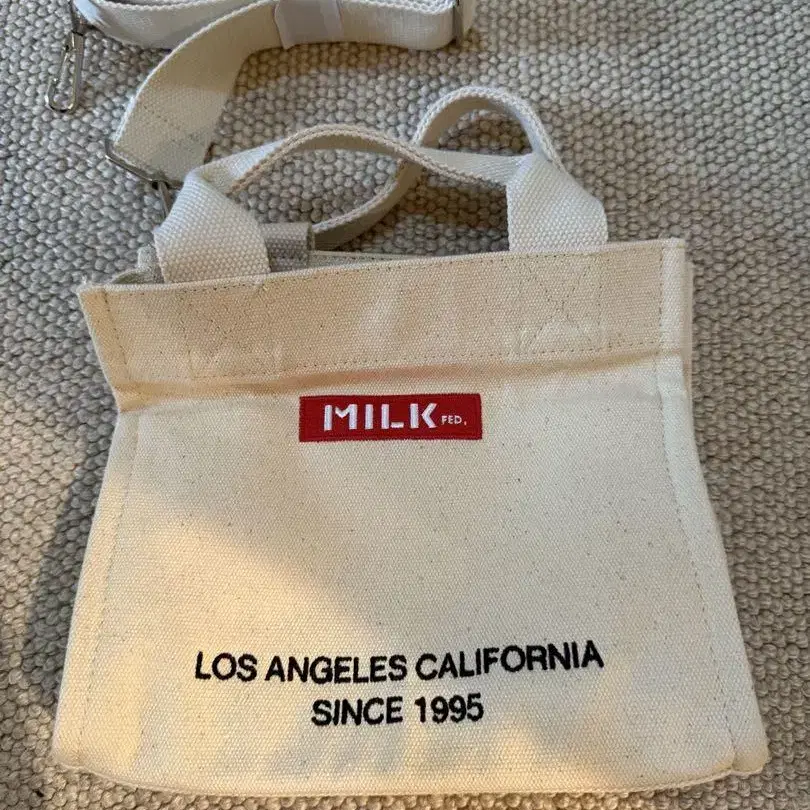 MILK FED.
LOS ANGELES CALIFORNIA
SINCE 1995